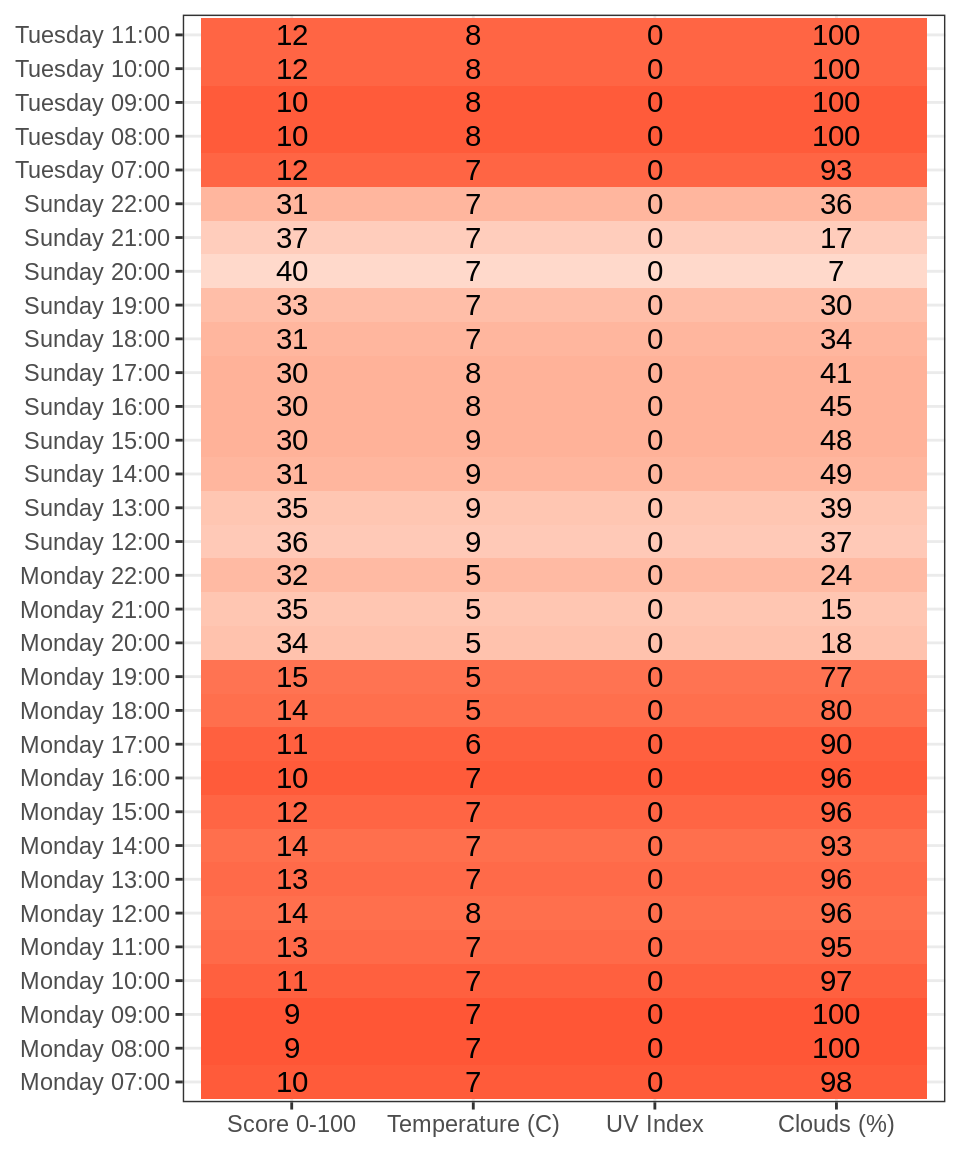 Tuesday 11:00 12 8 0 100
Tuesday 10:00 12 8 0 100
Tuesday 09:00 10 8 0 100
Tuesday 08:00 10 8 0 100
Tuesday 07:00 12 7 0 93
Sunday 22:00 31 7 0 36
Sunday 21:00 37 7 0 17
Sunday 20:00 40 7 0 7
Sunday 19:00 33 7 0 30
Sunday 18:00 31 7 0 34
Sunday 17:00 30 8 0 41
Sunday 16:00 30 8 0 45
Sunday 15:00 30 9 0 48
Sunday 14:00 31 9 0 49
Sunday 13:00 35 9 0 39
Sunday 12:00 36 9 0 37
Monday 22:00 32 5 0 24
Monday 21:00 35 5 0 15
Monday 20:00 34 5 0 18
Monday 19:00 15 5 0 77
Monday 18:00 14 5 0 80
Monday 17:00 11 6 0 90
Monday 16:00 10 7 0 96
Monday 15:00 12 7 0 96
Monday 14:00 14 7 0 93
Monday 13:00 13 7 0 96
Monday 12:00 14 8 0 96
Monday 11:00 13 7 0 95
Monday 10:00 11 7 0 97
Monday 09:00 9 7 0 100
Monday 08:00 9 7 0 100
Monday 07:00 10 7 0 98
Score 0-100 Temperature (C) UV Index Clouds (%)